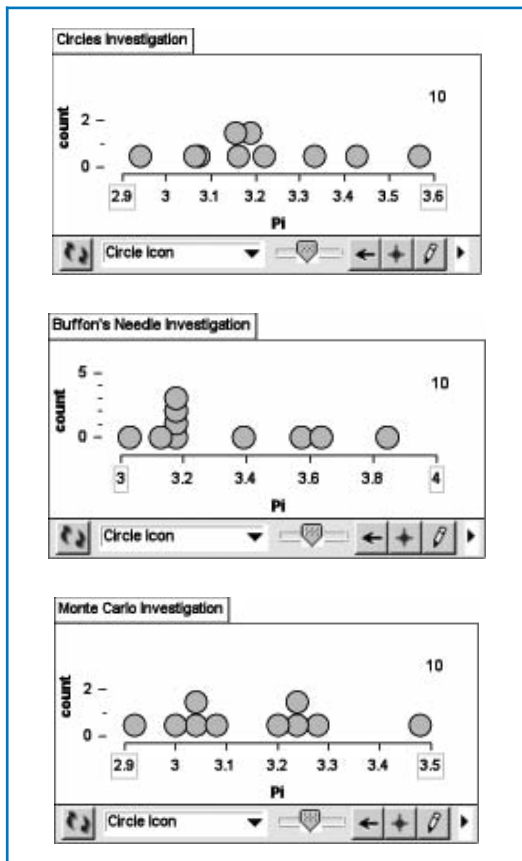 Circles Investigation
10
2
count
0
2.9 3 3.1 3.2 3.3 3.4 3.5 3.6
Pi
Circle Icon
Buffon's Needle Investigation
5
10
count
0
3 3.2 3.4 3.6 3.8 4
Pi
Circle Icon
Monte Carlo Investigation
10
2
count
0
2.9 3 3.1 3.2 3.3 3.4 3.5
Pi
Circle Icon